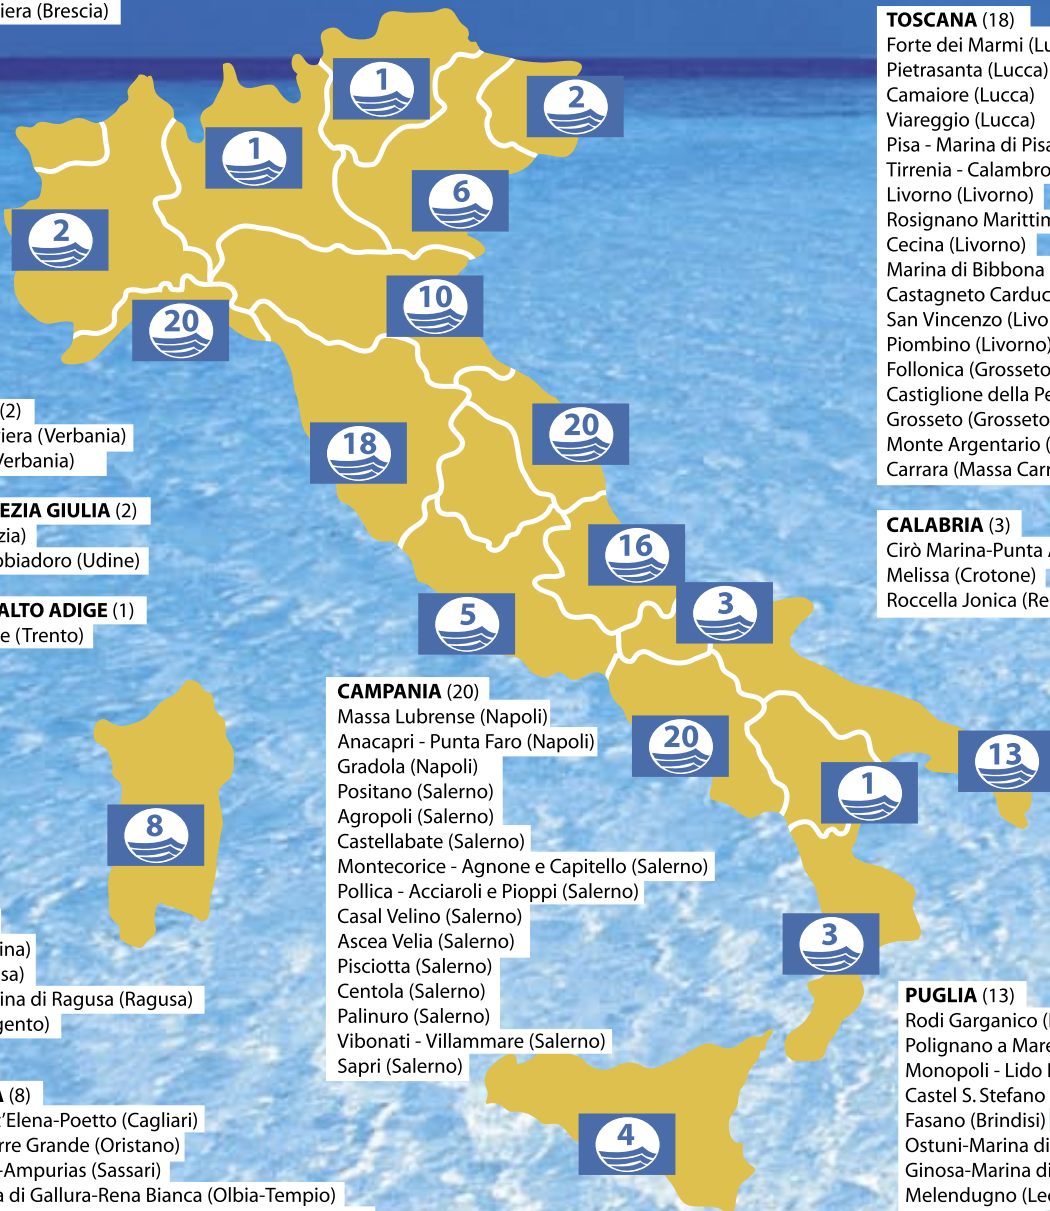 iera (Brescia)
TOSCANA (18)
Forte dei Marmi (Lu
Pietrasanta (Lucca)
Camaiore (Lucca)
Viareggio (Lucca)
Pisa - Marina di Pisa
Tirrenia - Calambro
Livorno (Livorno)
Rosignano Marittim
Cecina (Livorno)
Marina di Bibbona
Castagneto Carduc
San Vincenzo (Livo
Piombino (Livorno)
Follonica (Grosseto
Castiglione della Pe
Grosseto (Grosseto
Monte Argentario (
Carrara (Massa Carr
1
2
1
6
2
10
20
20
18
16
3
5
20
13
1
8
3
4
(2)
iera (Verbania)
Verbania)
EZIA GIULIA (2)
zia)
bbiadoro (Udine)
ALTO ADIGE (1)
e (Trento)
CALABRIA (3)
Cirò Marina-Punta A
Melissa (Crotone)
Roccella Jonica (Re
CAMPANIA (20)
Massa Lubrense (Napoli)
Anacapri - Punta Faro (Napoli)
Gradola (Napoli)
Positano (Salerno)
Agropoli (Salerno)
Castellabate (Salerno)
Montecorice - Agnone e Capitello (Salerno)
Pollica - Acciaroli e Pioppi (Salerno)
Casal Velino (Salerno)
Ascea Velia (Salerno)
Pisciotta (Salerno)
Centola (Salerno)
Palinuro (Salerno)
Vibonati - Villammare (Salerno)
Sapri (Salerno)
ina)
sa)
ina di Ragusa (Ragusa)
gento)
A (8)
t'Elena-Poetto (Cagliari)
rre Grande (Oristano)
-Ampurias (Sassari)
a di Gallura-Rena Bianca (Olbia-Tempio)
PUGLIA (13)
Rodi Garganico (
Polignano a Mare
Monopoli - Lido
Castel S. Stefano
Fasano (Brindisi)
Ostuni-Marina di
Ginosa-Marina di
Melendugno (Lec